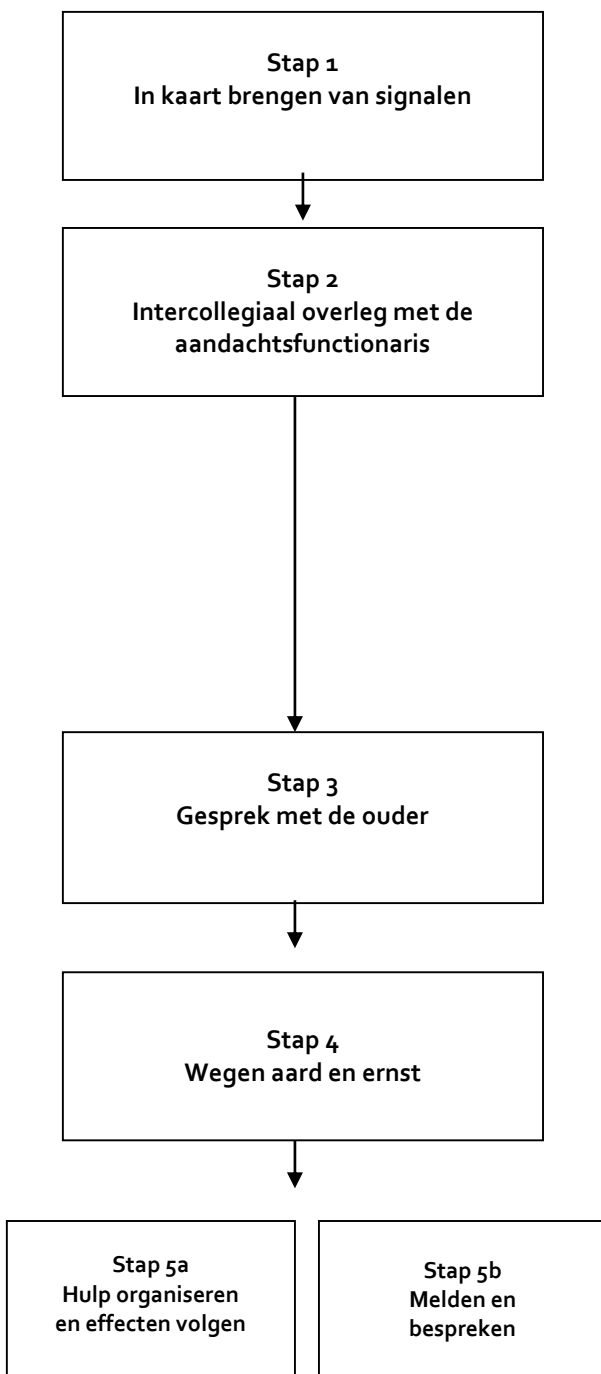 Stap 1
In kaart brengen van signalen
Stap 2
Intercollegiaal overleg met de
aandachtsfunctionaris
Stap 3
Gesprek met de ouder
Stap 4
Wegen aard en ernst
Stap 5a
Hulp organiseren
en effecten volgen
Stap 5b
Melden en
bespreken